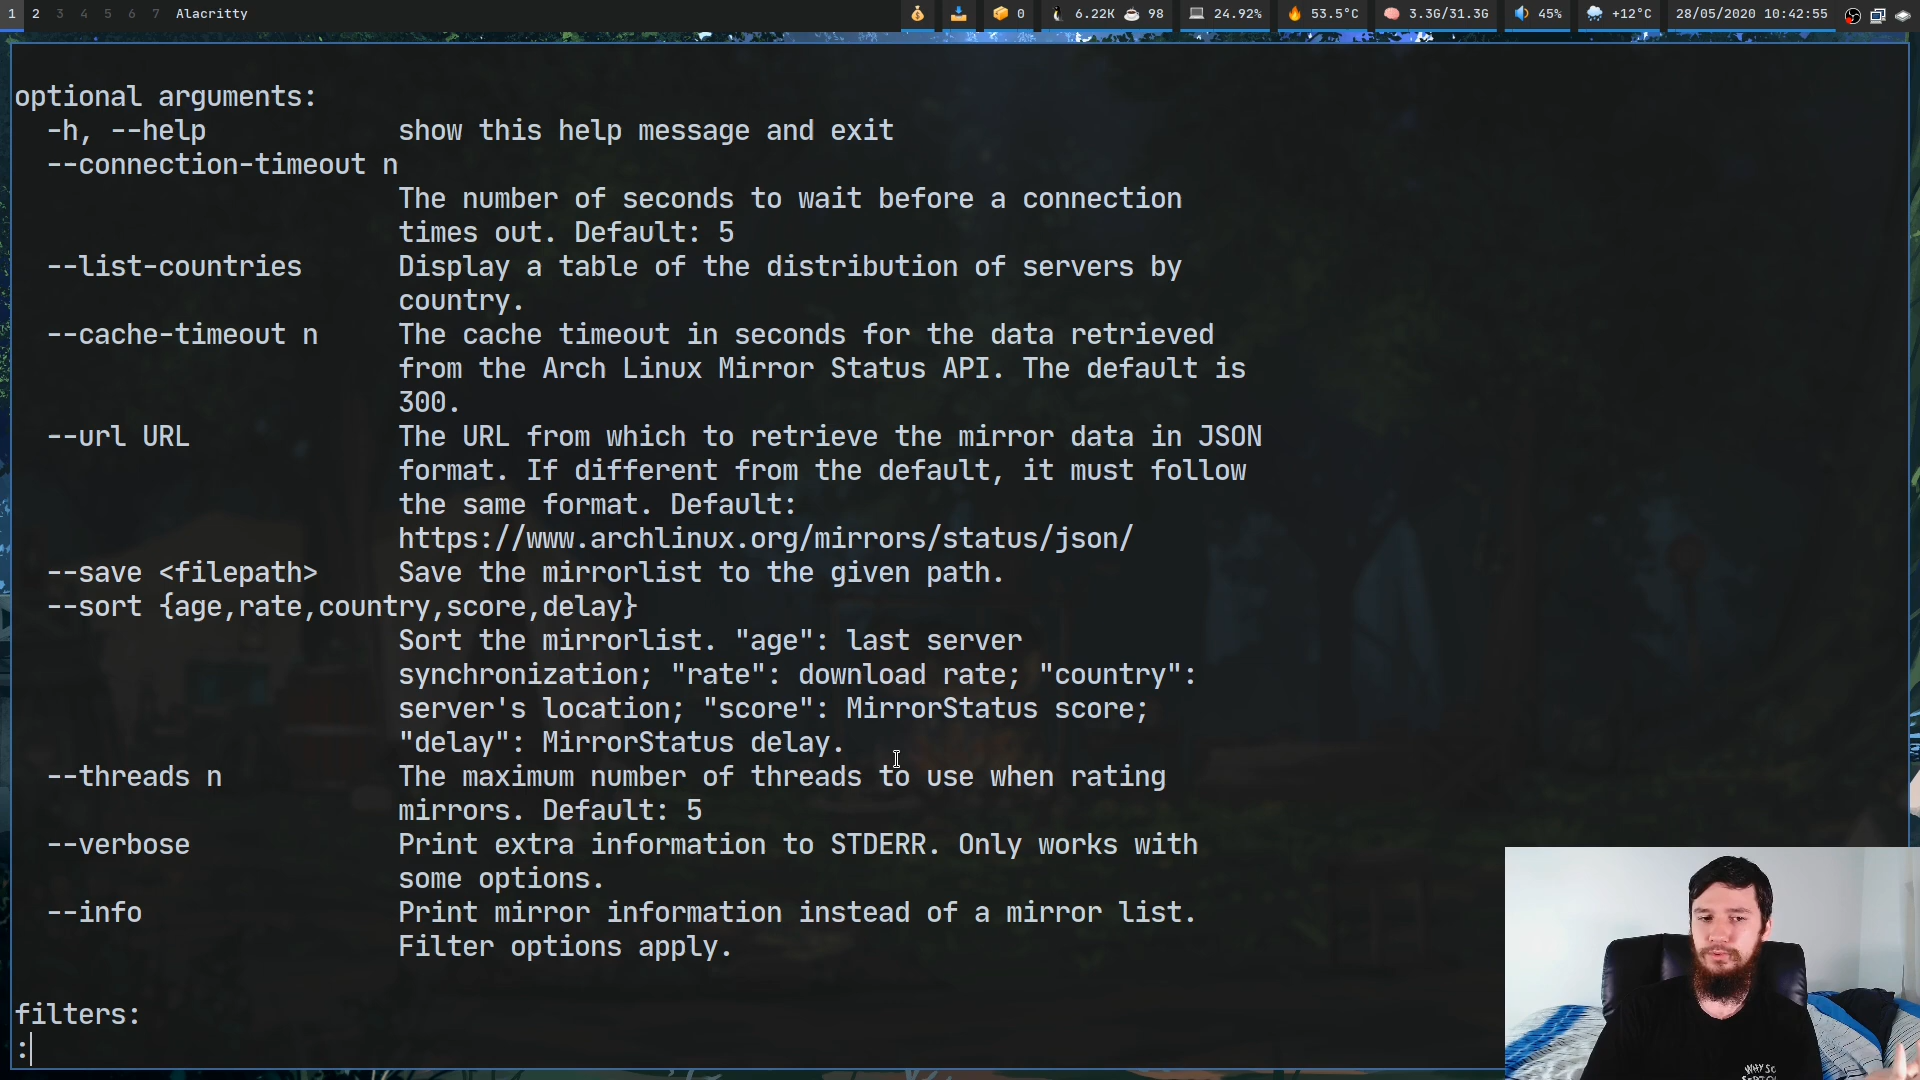 1 2 3 4 5 6 7 Alacritty 0 6.22K 98 24.92% 53.5°C 3.3G/31.3G 45% +12°C 28/05/2020 10:42:55
optional arguments:
-h, --help show this help message and exit
--connection-timeout n
The number of seconds to wait before a connection
times out. Default: 5
--list-countries Display a table of the distribution of servers by
country.
--cache-timeout n The cache timeout in seconds for the data retrieved
from the Arch Linux Mirror Status API. The default is
300.
--url URL The URL from which to retrieve the mirror data in JSON
format. If different from the default, it must follow
the same format. Default:
https://www.archlinux.org/mirrors/status/json/
--save <filepath> Save the mirrorlist to the given path.
--sort {age,rate,country,score,delay}
Sort the mirrorlist. "age": last server
synchronization; "rate": download rate; "country":
server's location; "score": MirrorStatus score;
"delay": MirrorStatus delay.
--threads n The maximum number of threads to use when rating
mirrors. Default: 5
--verbose Print extra information to STDERR. Only works with
some options.
--info Print mirror information instead of a mirror list.
Filter options apply.
filters:
:
WHY SO